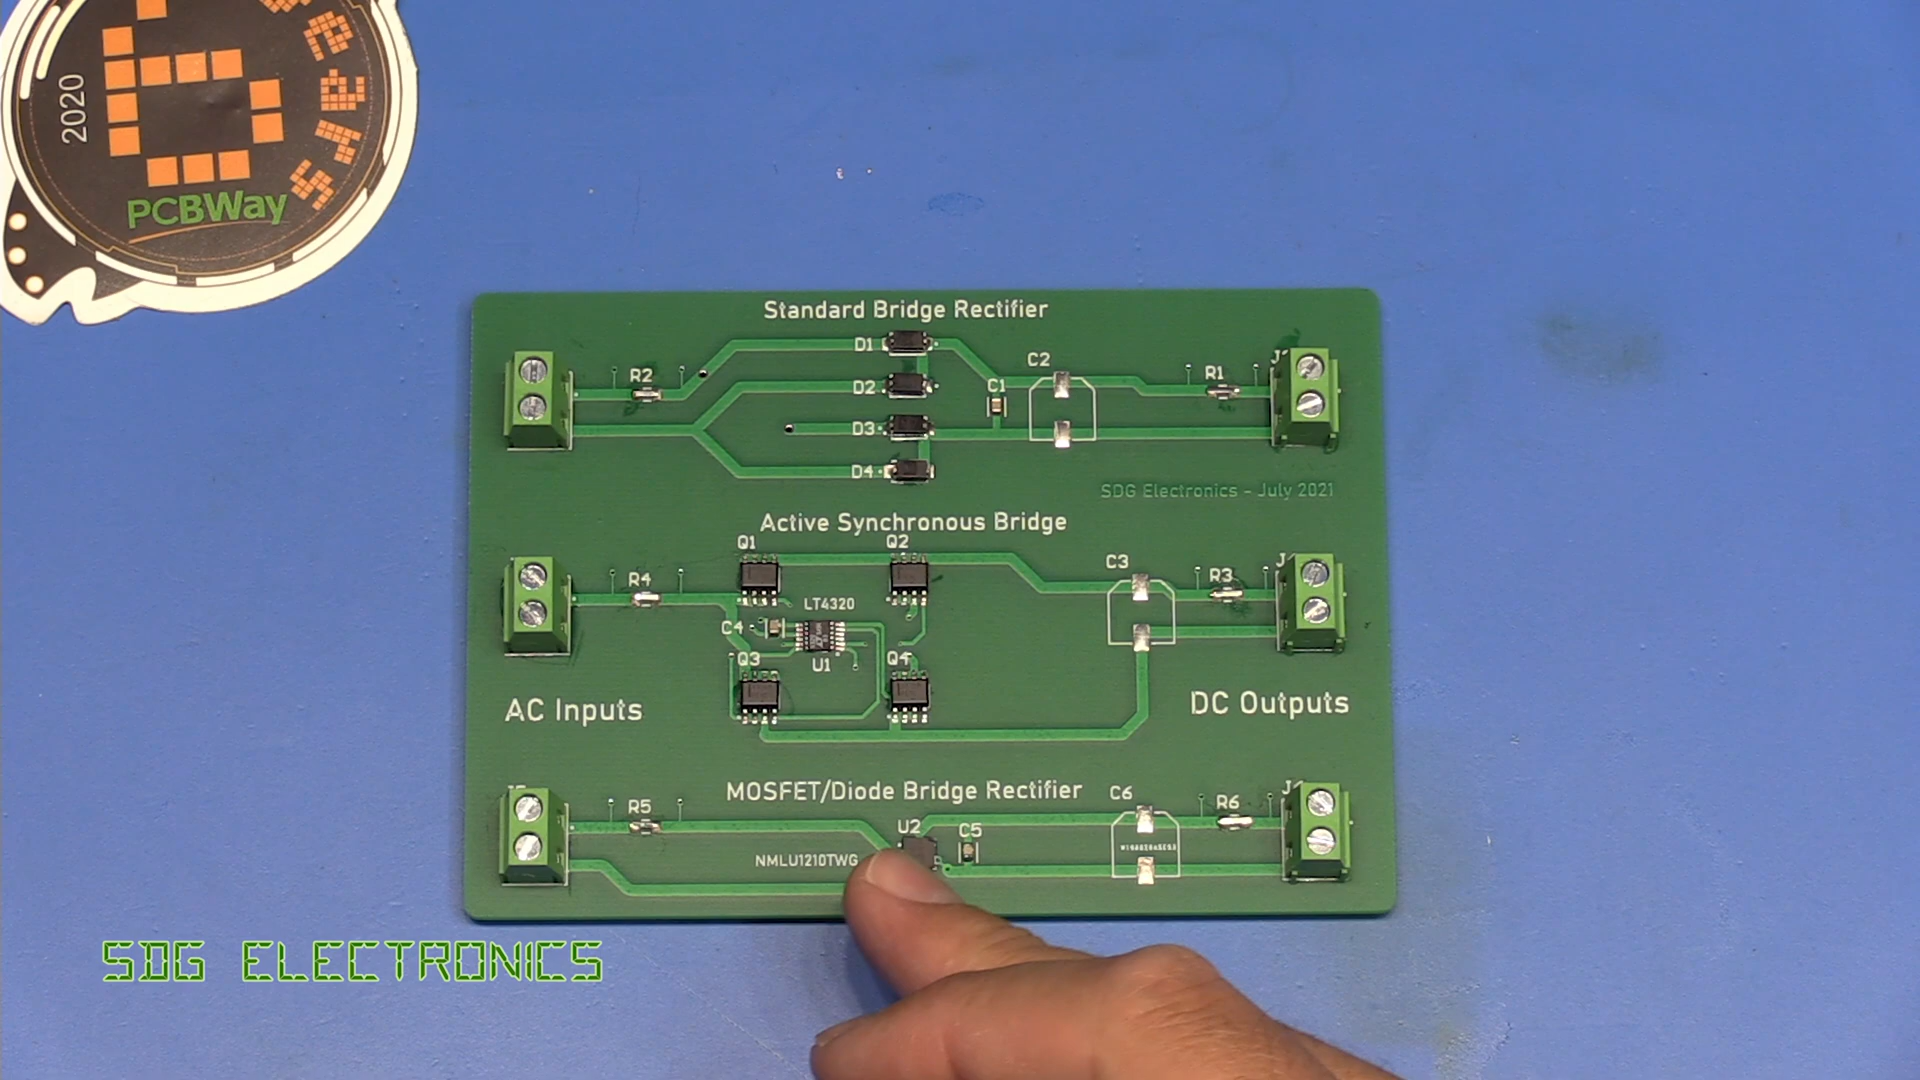 2020
PCBWay
Standard Bridge Rectifier
D1
R2
C2
R1
D2
C1
D3
D4
SDG Electronics - July 2021
Active Synchronous Bridge
Q1
Q2
C3
R4
R3
LT4320
C4
U1
Q3
Q4
AC Inputs
DC Outputs
MOSFET/Diode Bridge Rectifier
C6
R5
R6
U2
C5
NMLU1210TWG
SDG ELECTRONICS